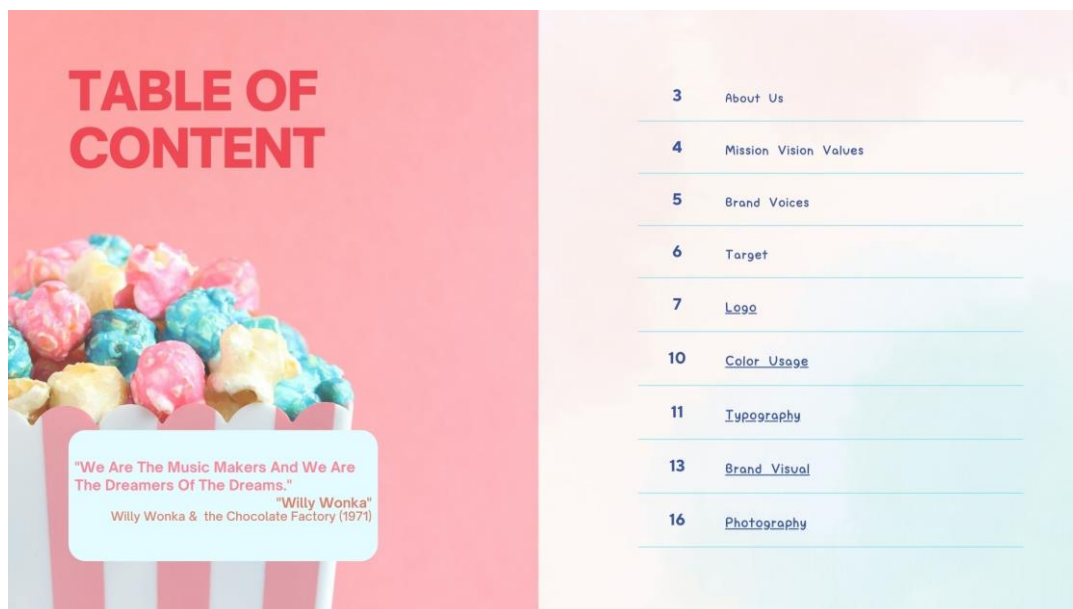 TABLE OF
CONTENT
"We Are The Music Makers And We Are
The Dreamers Of The Dreams."
"Willy Wonka"
Willy Wonka & the Chocolate Factory (1971)
3 About Us
4 Mission Vision Values
5 Brand Voices
6 Target
7 Logo
10 Color Usage
11 Typography
13 Brand Visual
16 Photography